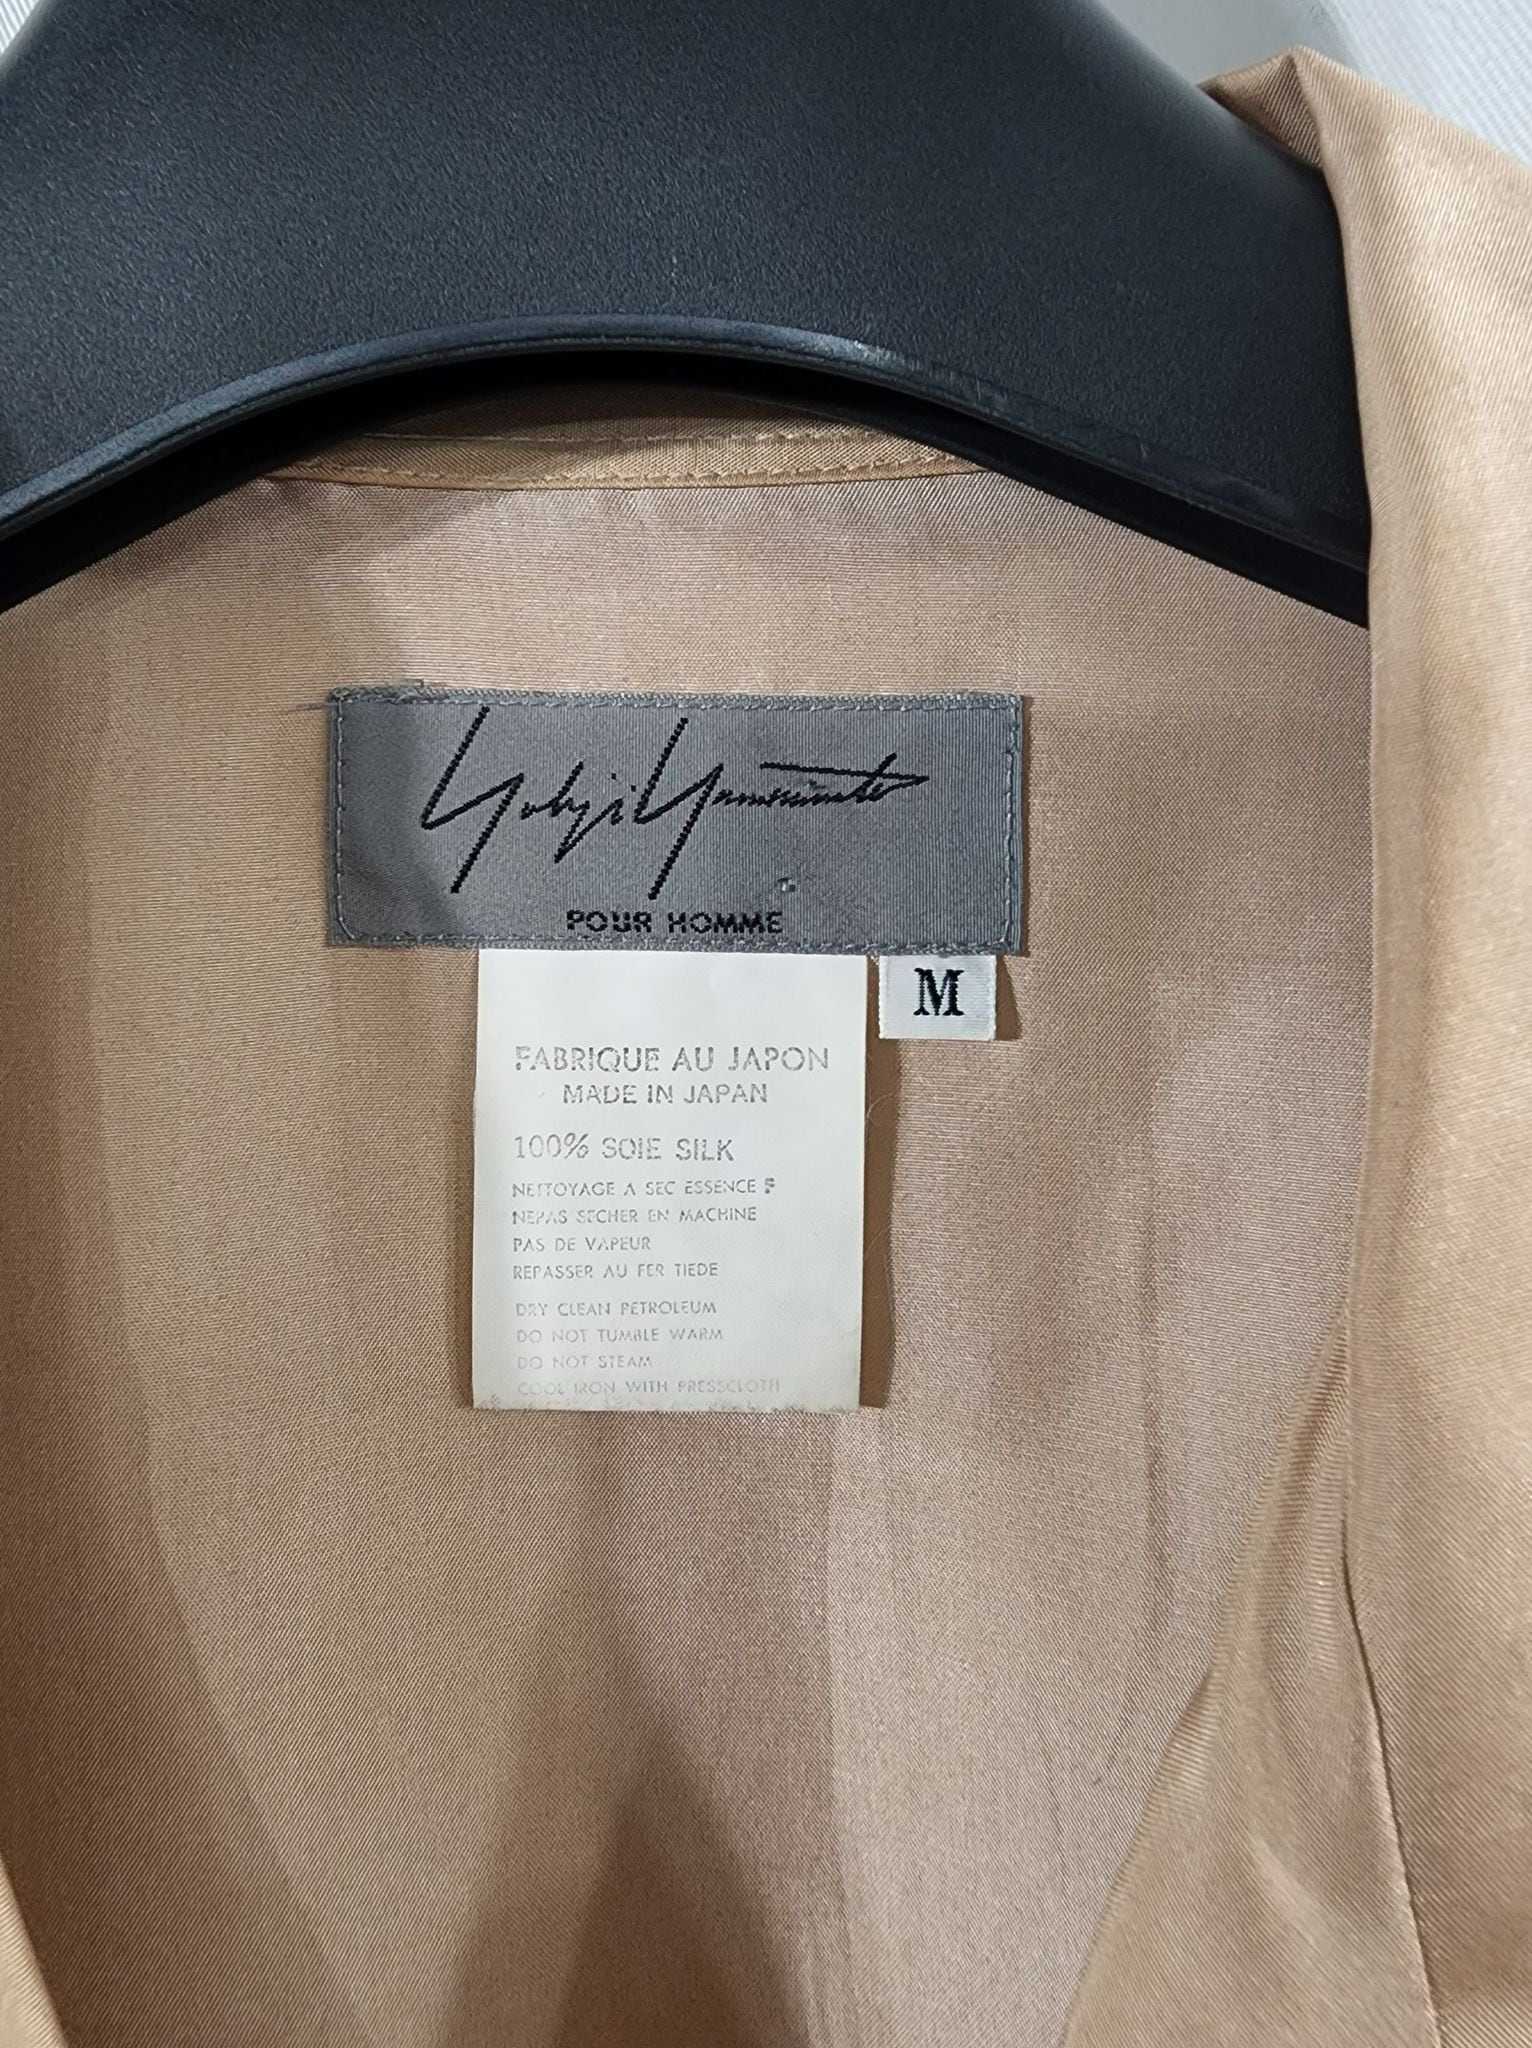 Yohji Yamamoto
POUR HOMME
M
FABRIQUE AU JAPON
MADE IN JAPAN
100% SOIE SILK
NETTOYAGE A SEC ESSENCE F
NEPAS SECHER EN MACHINE
PAS DE VAPEUR
REPASSER AU FER TIEDE
DRY CLEAN PETROLEUM
DO NOT TUMBLE WARM
DO NOT STEAM
COOL IRON WITH PRESSCLOTH